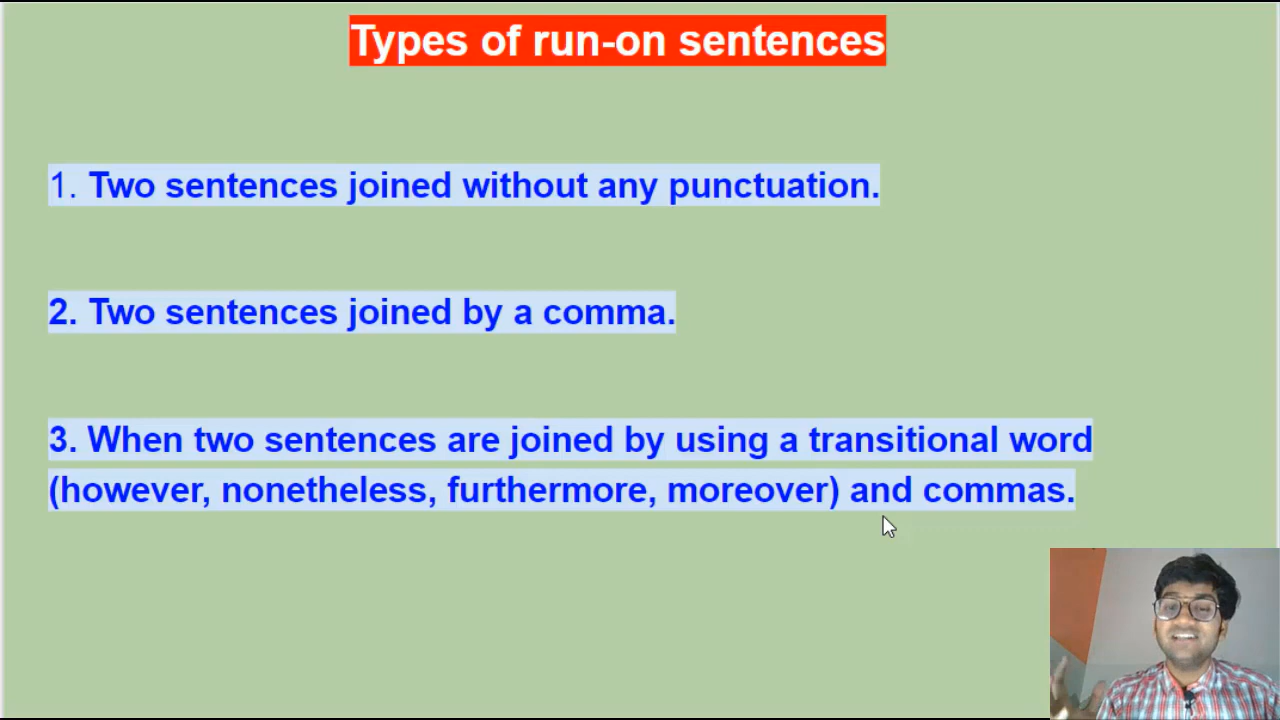 Types of run-on sentences
1. Two sentences joined without any punctuation.
2. Two sentences joined by a comma.
3. When two sentences are joined by using a transitional word
(however, nonetheless, furthermore, moreover) and commas.